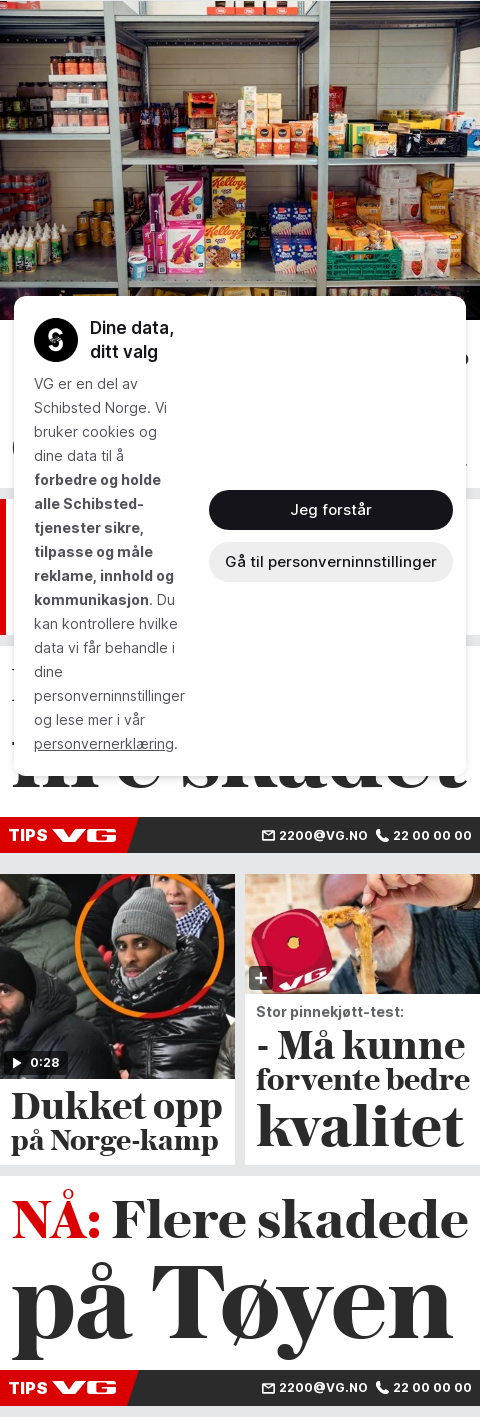 Kellogg's
K
K
Kellogg's
Dine data,
ditt valg
VG er en del av
Schibsted Norge. Vi
bruker cookies og
dine data til å
forbedre og holde
alle Schibsted-
tjenester sikre,
tilpasse og måle
reklame, innhold og
kommunikasjon. Du
kan kontrollere hvilke
data vi får behandle i
dine
personverninnstillinger
og lese mer i vår
personvernerklæring.
Jeg forstår
Gå til personverninnstillinger
skadet
TIPS VG
2200@VG.NO 22 00 00 00
0:28
Dukket opp
på Norge-kamp
VG
Stor pinnekjøtt-test:
- Må kunne
forvente bedre
kvalitet
NÅ: Flere skadede
på Tøyen
TIPS VG
2200@VG.NO 22 00 00 00